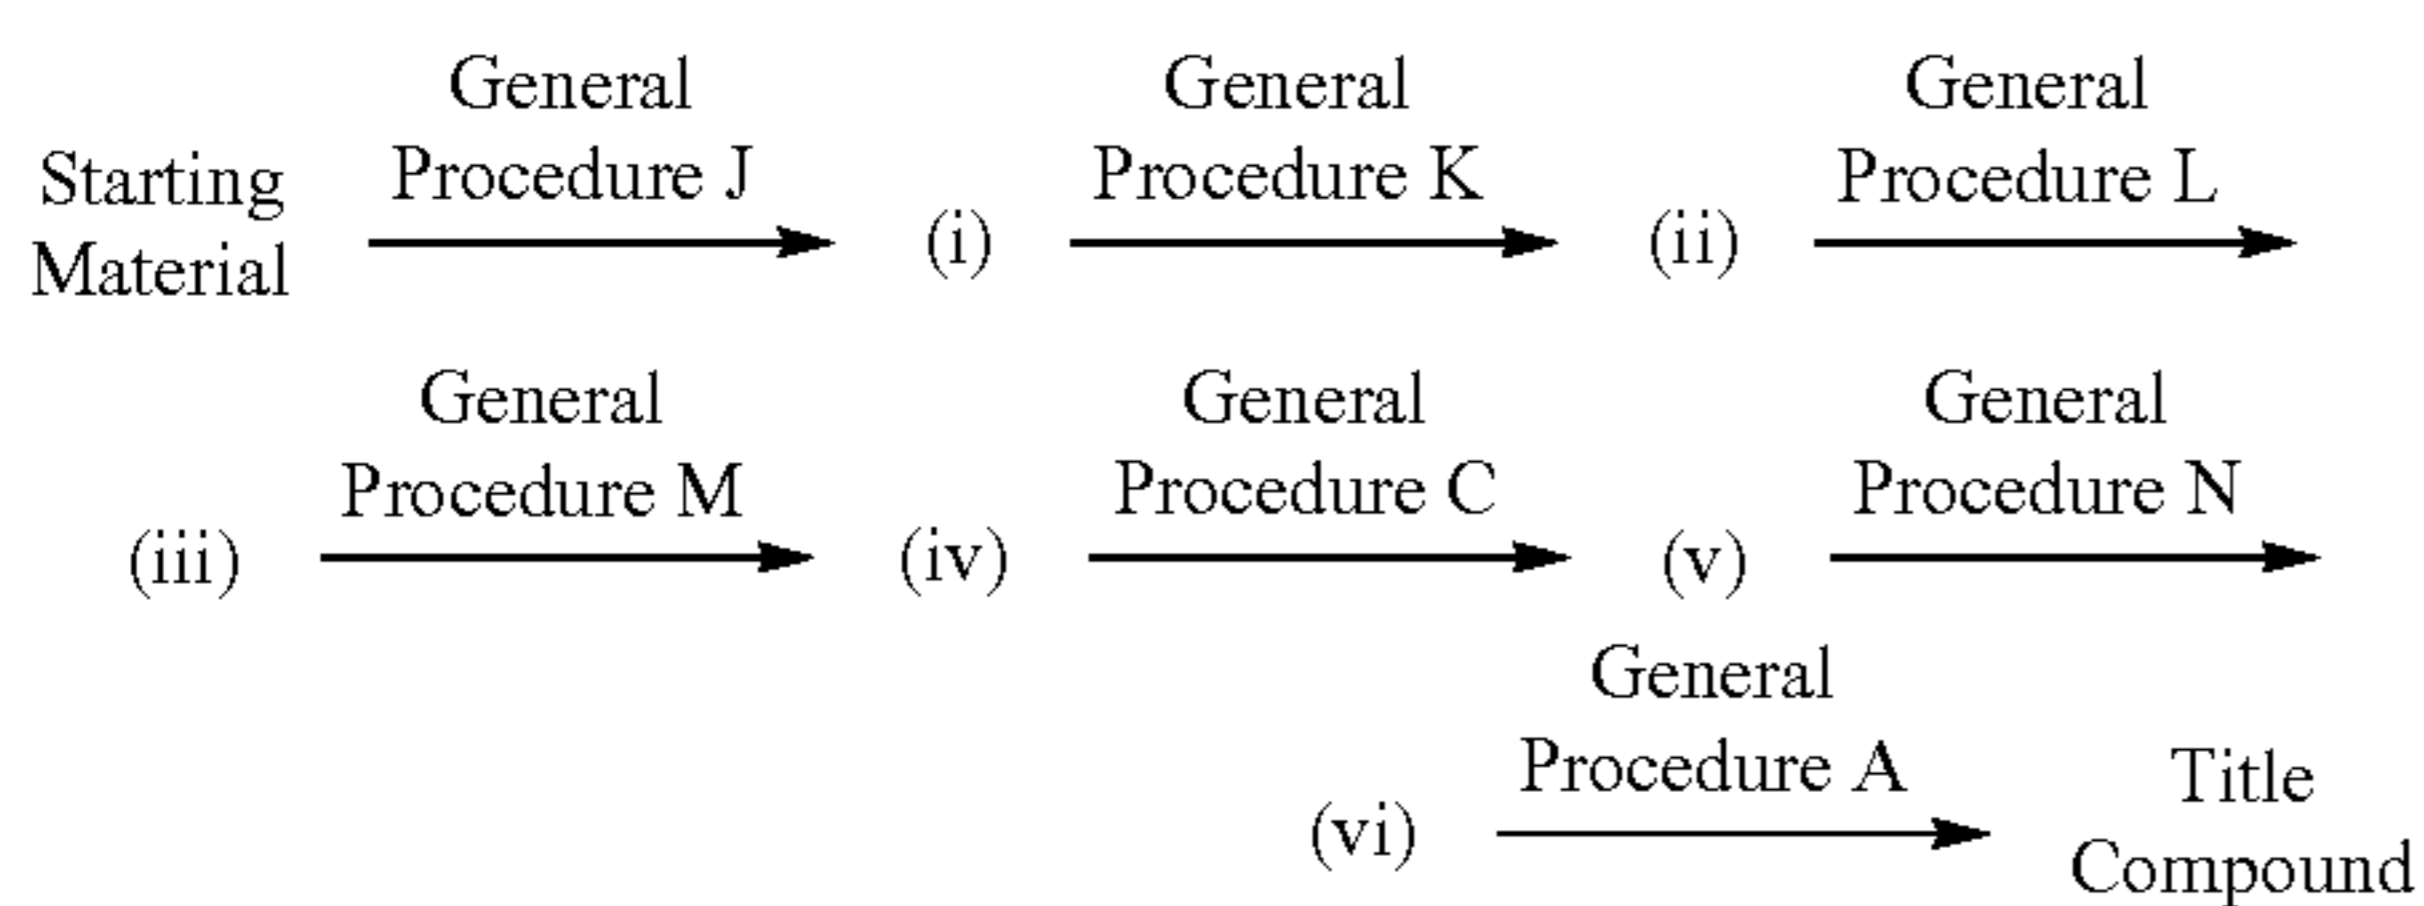 General
Procedure J
Starting
Material
(i)
General
Procedure K
(ii)
General
Procedure L
(iii)
General
Procedure M
(iv)
General
Procedure C
(v)
General
Procedure N
(vi)
General
Procedure A
Title
Compound